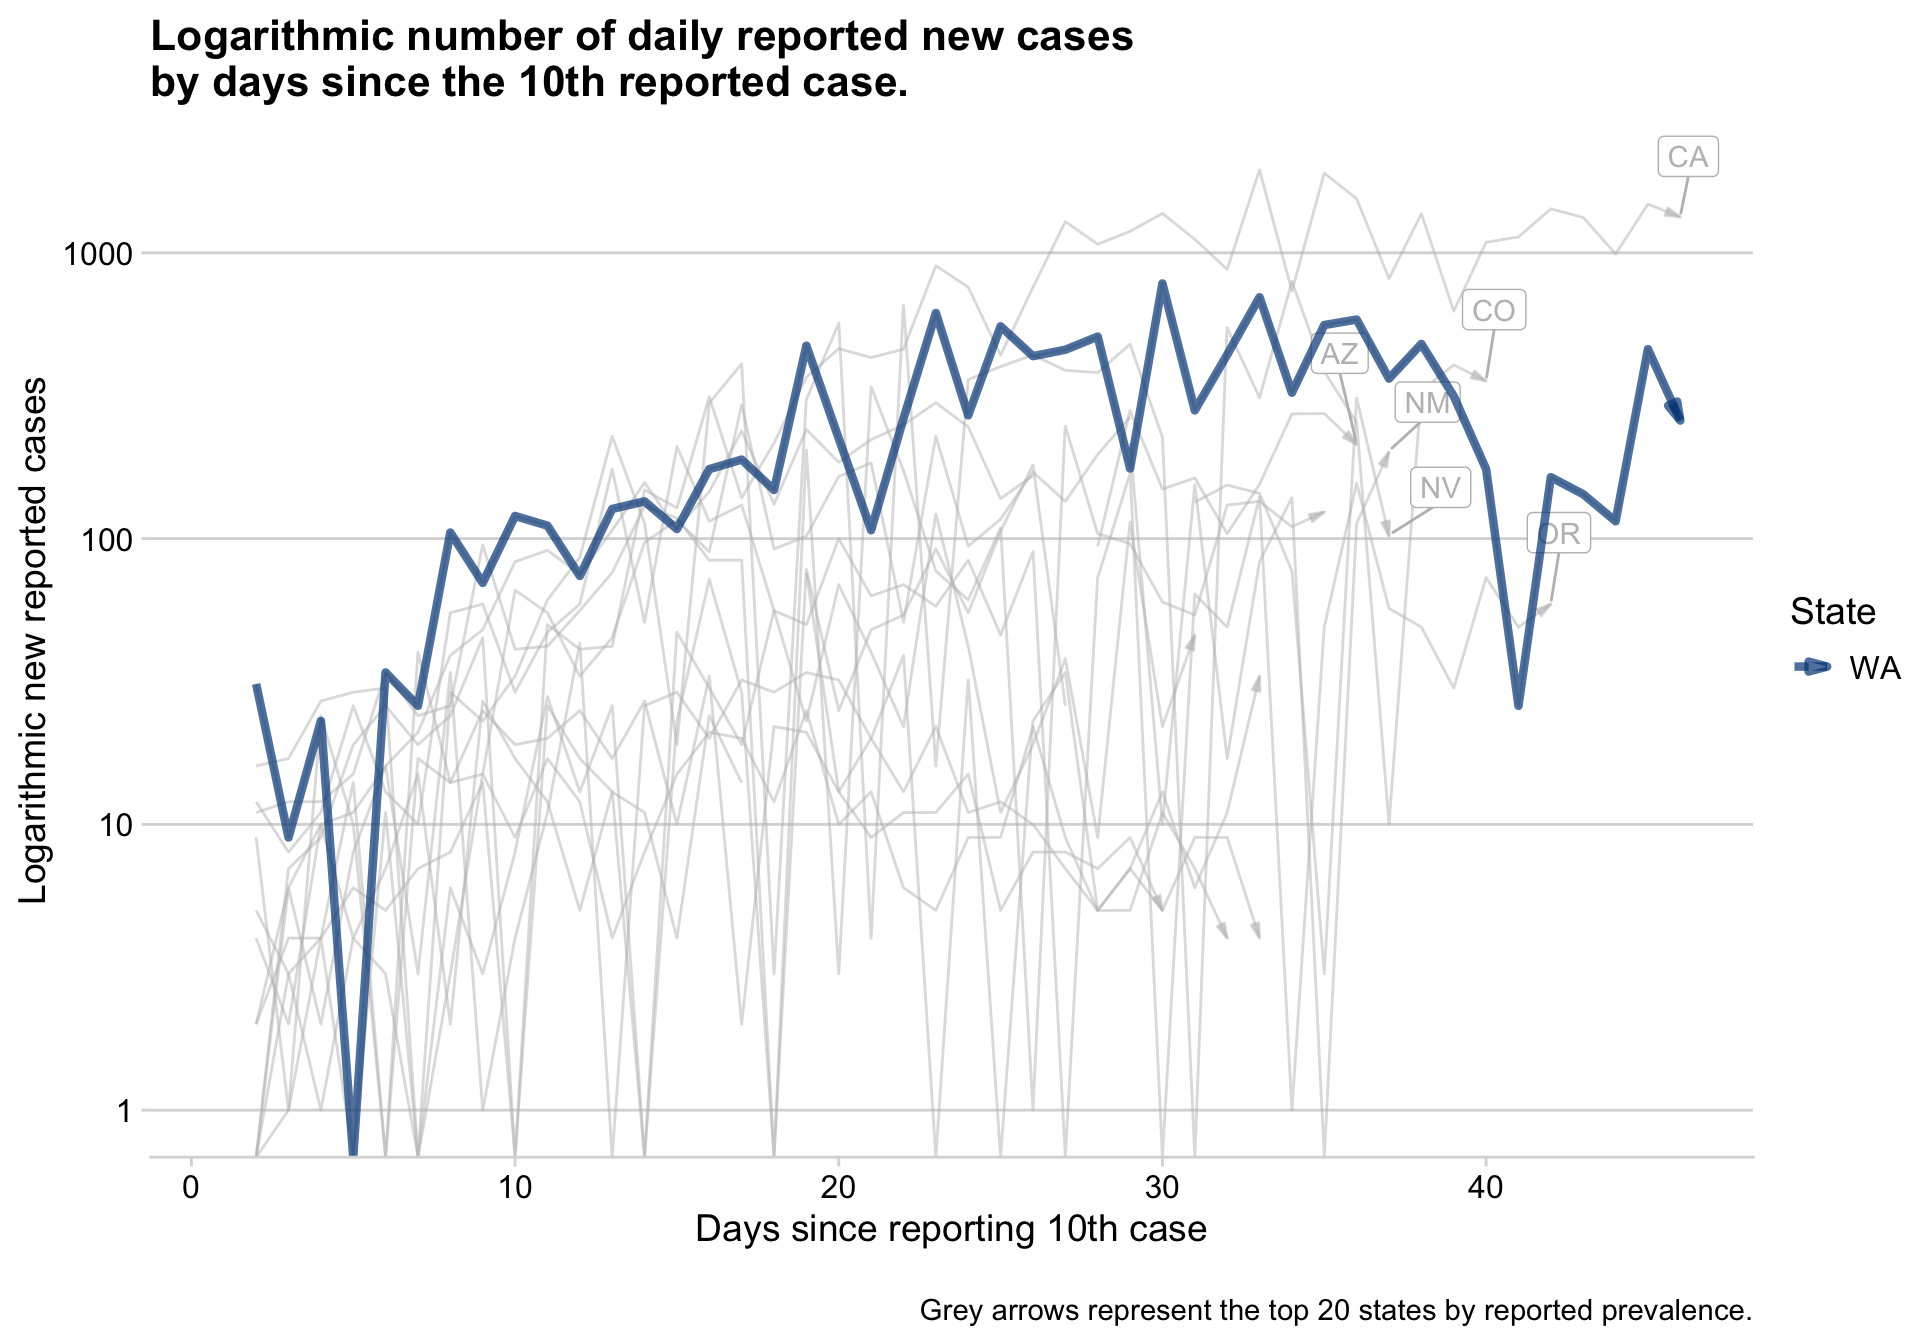 Logarithmic number of daily reported new cases
by days since the 10th reported case.
CA
1000
CO
AZ
NM
NV
100
OR
State
WA
10
1
Logarithmic new reported cases
0 10 20 30 40
Days since reporting 10th case
Grey arrows represent the top 20 states by reported prevalence.